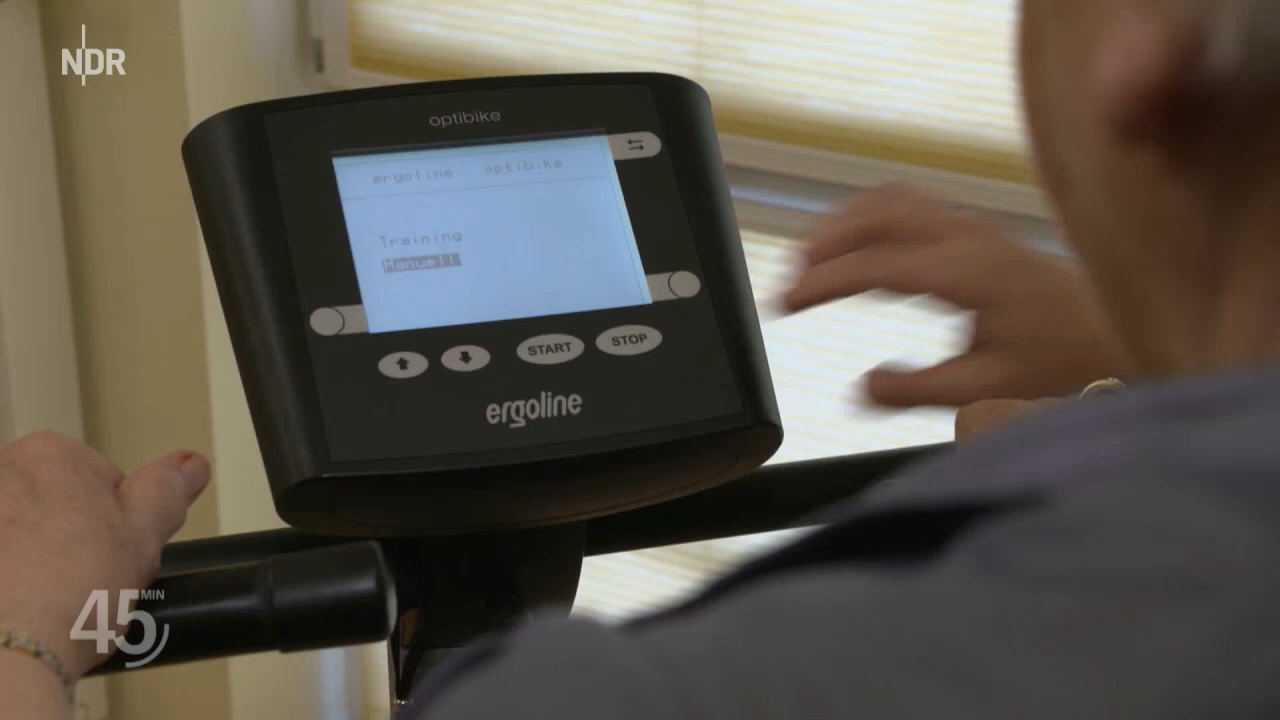 NDR
optibike
ergoline optibike
Training
Manuell
START STOP
ergoline
45 MIN